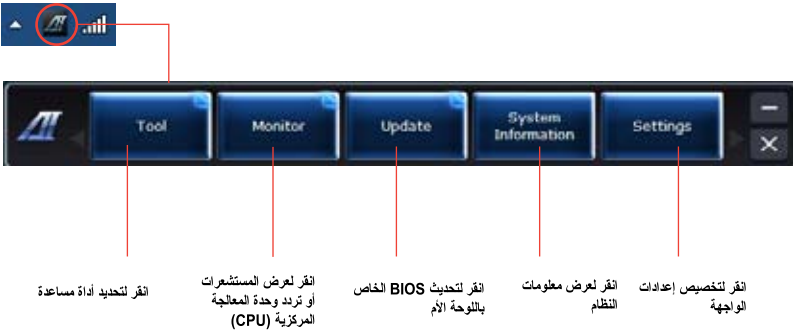 Tool
Monitor
Update
System
Information
Settings
انقر لتحديد أداة مساعدة
انقر لعرض المستشعرات
أو تردد وحدة المعالجة
المركزية (CPU)
انقر لتحديث BIOS الخاص
باللوحة الأم
انقر لعرض معلومات
النظام
انقر لتخصيص إعدادات
الواجهة